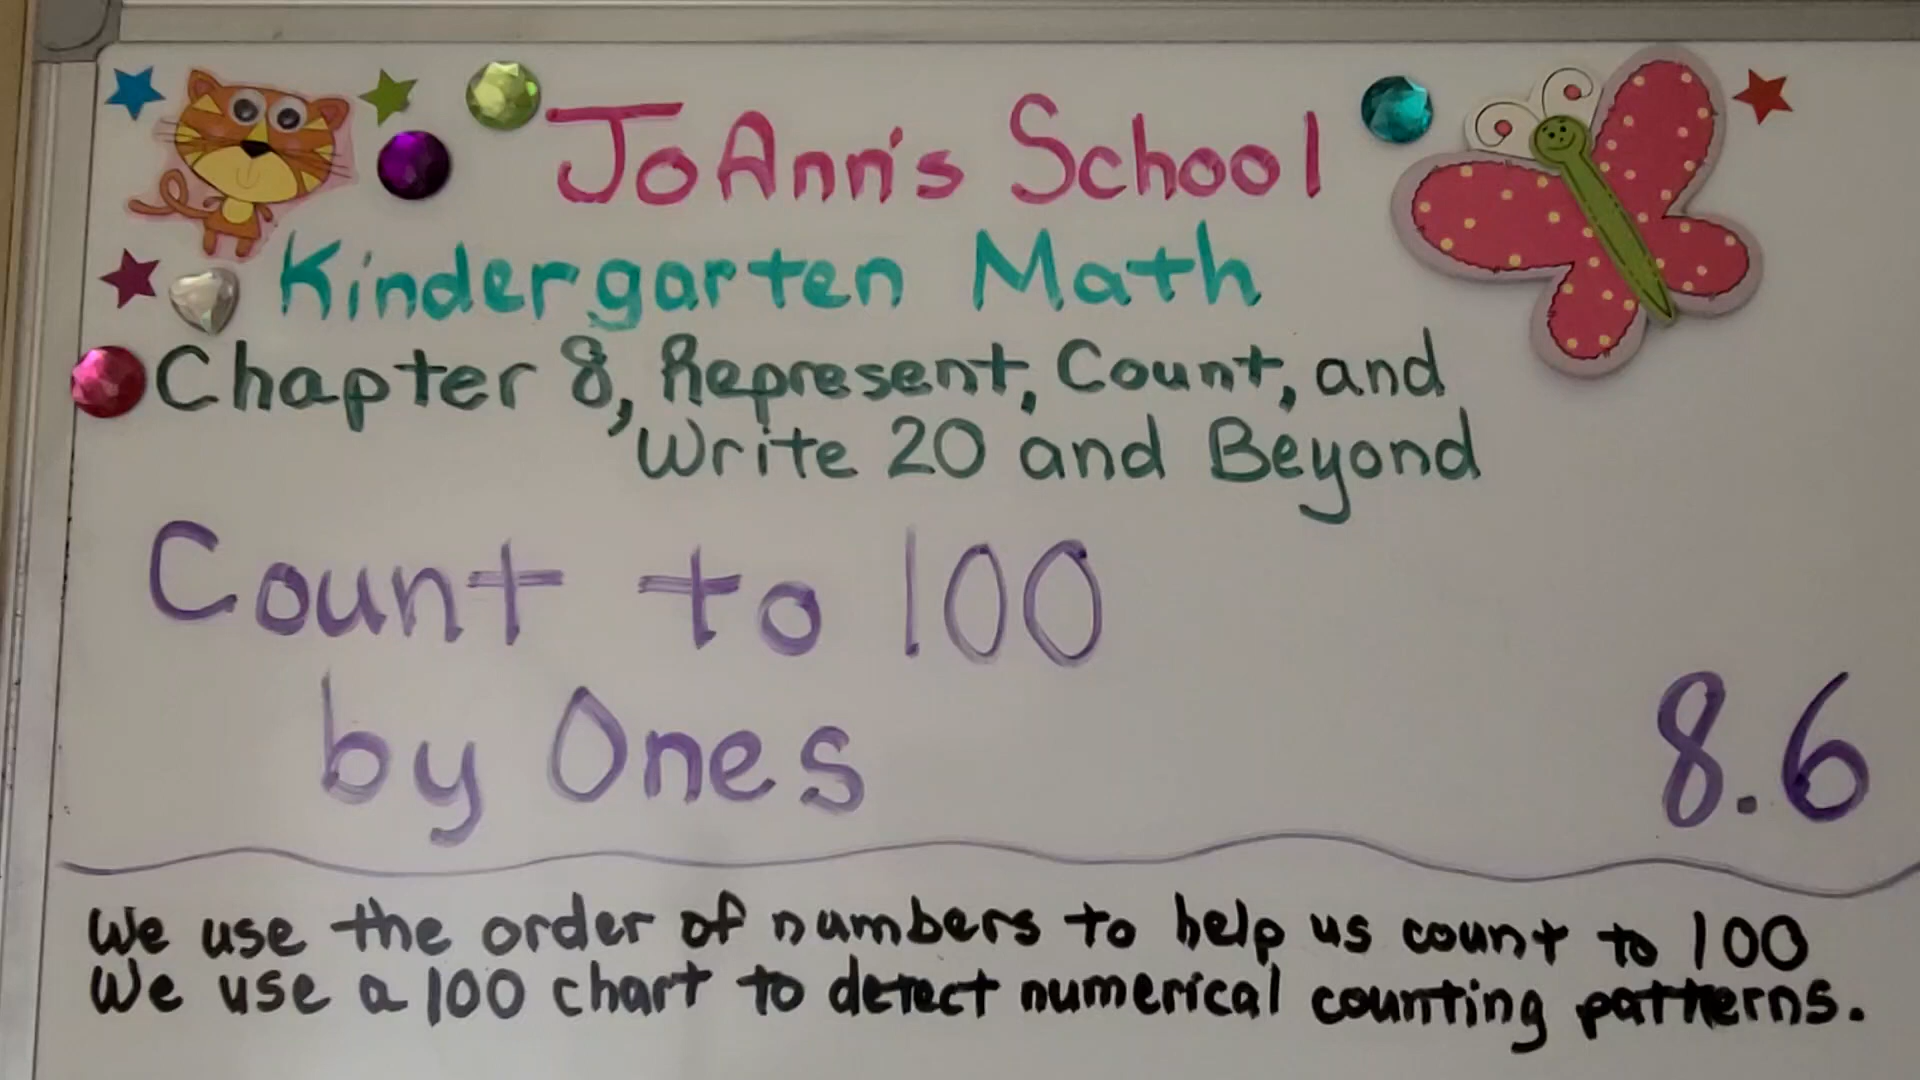 JoAnn's School
Kindergarten Math
Chapter 8, Represent, Count, and
Write 20 and Beyond
Count to 100
by Ones
8.6
We use the order of numbers to help us count to 100
We use a 100 chart to detect numerical counting patterns.